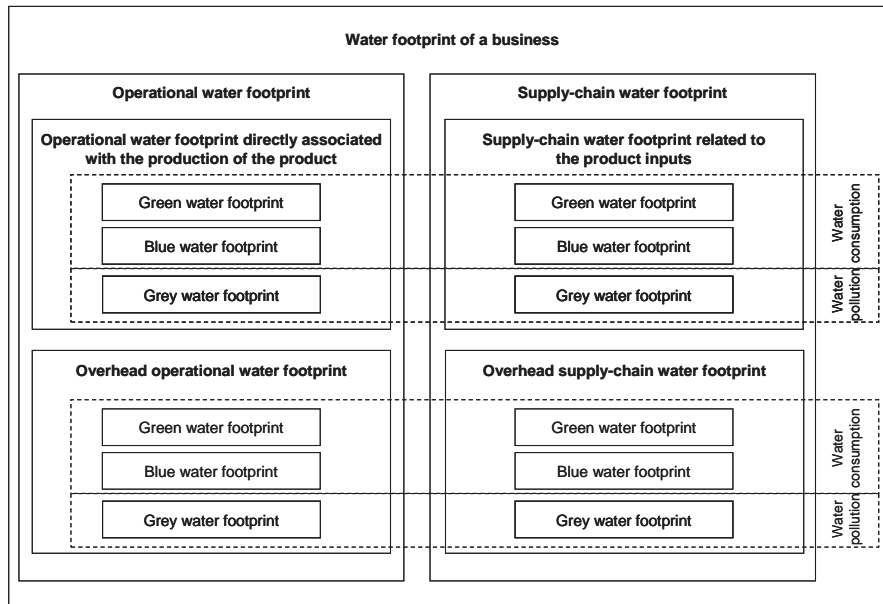 Water footprint of a business
Operational water footprint
Supply-chain water footprint
Operational water footprint directly associated
with the production of the product
Supply-chain water footprint related to
the product inputs
Green water footprint
Green water footprint
Blue water footprint
Blue water footprint
Water
consumption
Grey water footprint
Grey water footprint
Water
pollution
Overhead operational water footprint
Overhead supply-chain water footprint
Green water footprint
Green water footprint
Blue water footprint
Blue water footprint
Water
consumption
Grey water footprint
Grey water footprint
Water
pollution